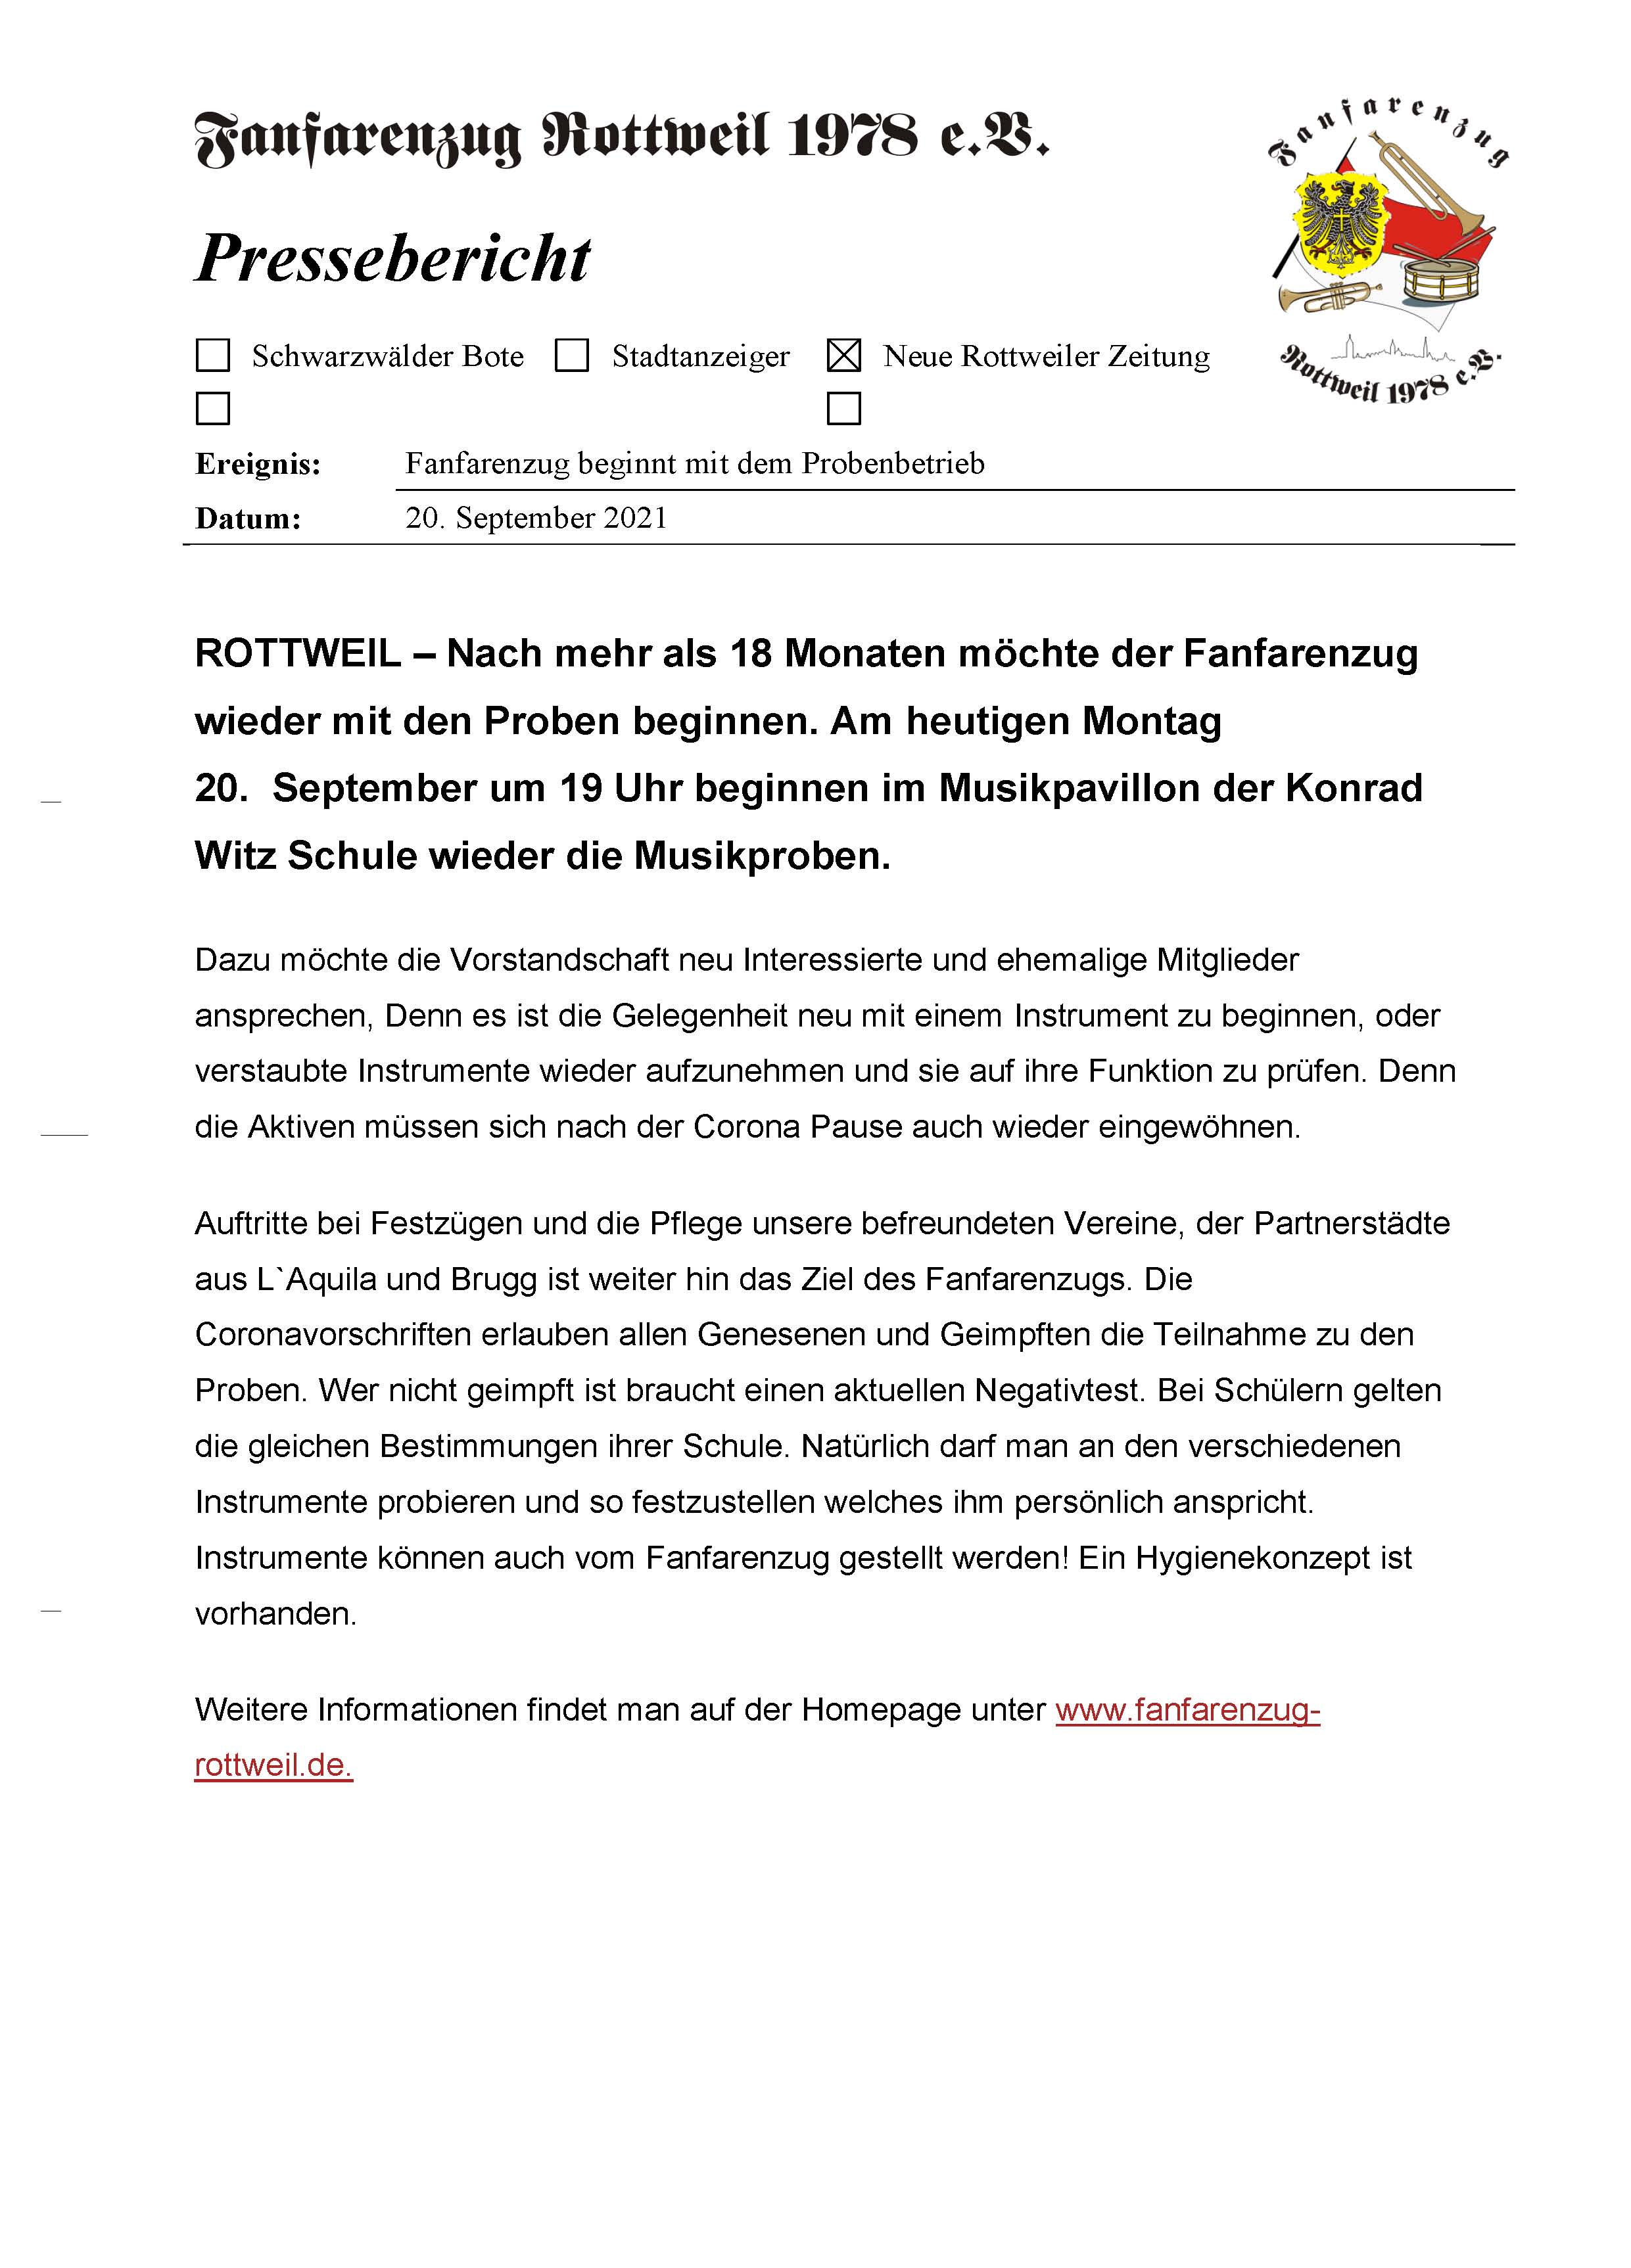 Fanfarenzug Rottweil 1978 e.V.
Fanfarenzug
Rottweil 1978 e.V.
Pressebericht
Schwarzwälder Bote Stadtanzeiger Neue Rottweiler Zeitung
Ereignis: Fanfarenzug beginnt mit dem Probenbetrieb
Datum: 20. September 2021
ROTTWEIL – Nach mehr als 18 Monaten möchte der Fanfarenzug
wieder mit den Proben beginnen. Am heutigen Montag
20. September um 19 Uhr beginnen im Musikpavillon der Konrad
Witz Schule wieder die Musikproben.
Dazu möchte die Vorstandschaft neu Interessierte und ehemalige Mitglieder
ansprechen, Denn es ist die Gelegenheit neu mit einem Instrument zu beginnen, oder
verstaubte Instrumente wieder aufzunehmen und sie auf ihre Funktion zu prüfen. Denn
die Aktiven müssen sich nach der Corona Pause auch wieder eingewöhnen.
Auftritte bei Festzügen und die Pflege unsere befreundeten Vereine, der Partnerstädte
aus L`Aquila und Brugg ist weiter hin das Ziel des Fanfarenzugs. Die
Coronavorschriften erlauben allen Genesenen und Geimpften die Teilnahme zu den
Proben. Wer nicht geimpft ist braucht einen aktuellen Negativtest. Bei Schülern gelten
die gleichen Bestimmungen ihrer Schule. Natürlich darf man an den verschiedenen
Instrumente probieren und so festzustellen welches ihm persönlich anspricht.
Instrumente können auch vom Fanfarenzug gestellt werden! Ein Hygienekonzept ist
vorhanden.
Weitere Informationen findet man auf der Homepage unter www.fanfarenzug-
rottweil.de.